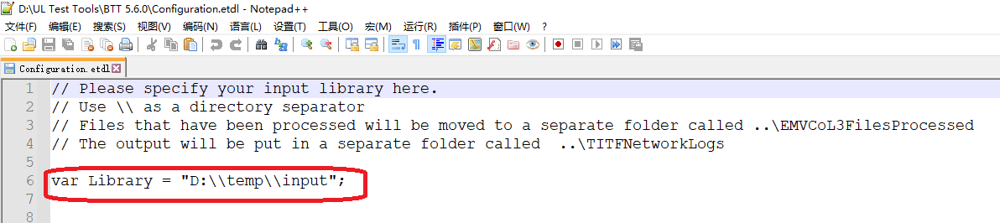 D:\UL Test Tools\BTT 5.6.0\Configuration.etdl - Notepad++
文件(F) 编辑(E) 搜索(S) 视图(V) 编码(N) 语言(L) 设置(T) 工具(O) 宏(M) 运行(R) 插件(P) 窗口(W) ?
Configuration.etdl
1 // Please specify your input library here.
2 // Use \\ as a directory separator
3 // Files that have been processed will be moved to a separate folder called ..\EMVCoL3FilesProcessed
4 // The output will be put in a separate folder called  ..\TITFNetworkLogs
5
6 var Library = "D:\\temp\\input";
7
8